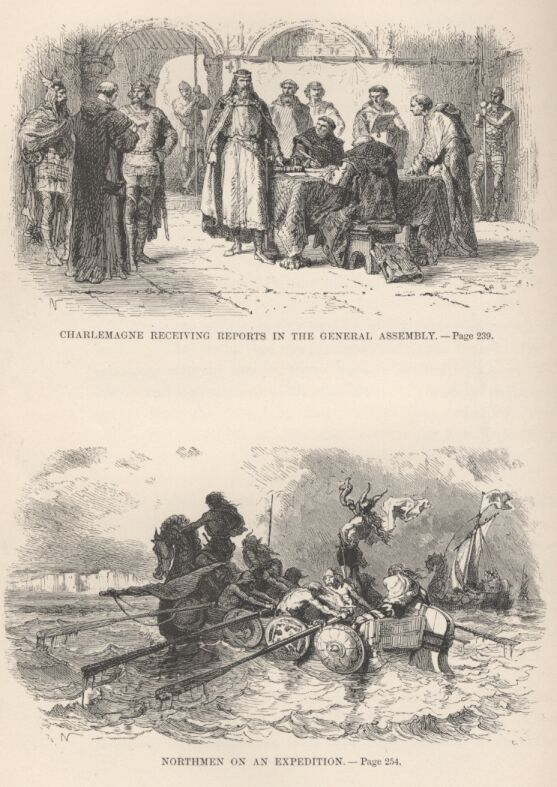 CHARLEMAGNE RECEIVING REPORTS IN THE GENERAL ASSEMBLY. — Page 239.
NORTHMEN ON AN EXPEDITION. — Page 254.